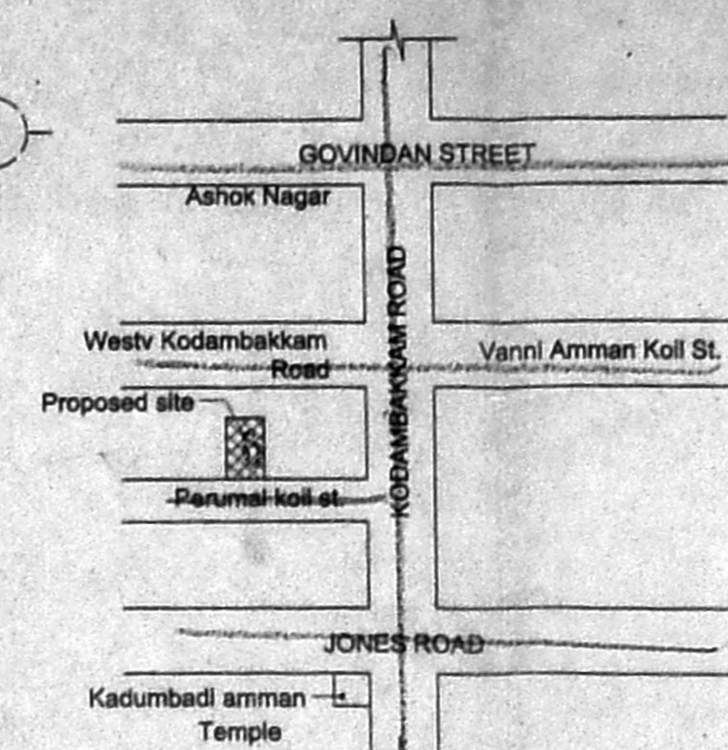 GOVINDAN STREET
Ashok Nagar
KODAMBAKKAM ROAD
Westv Kodambakkam
Road
Vanni Amman Koil St.
Proposed site
Perumal koil st.
JONES ROAD
Kadumbadi amman
Temple